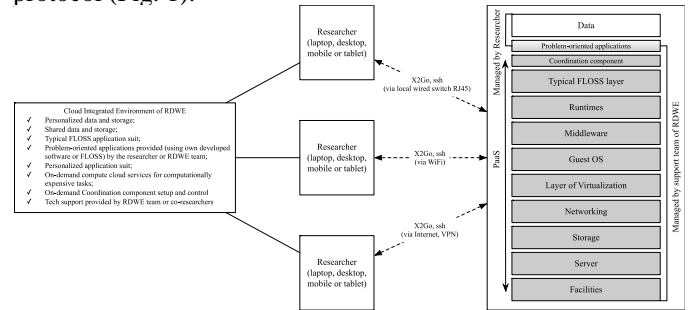 protocol (Fig. 1).
Cloud Integrated Environment of RDWE
✓ Personalized data and storage;
✓ Shared data and storage;
✓ Typical FLOSS application suit;
✓ Problem-oriented applications provided (using own developed
software or FLOSS) by the researcher or RDWE team;
✓ Personalized application suit;
✓ On-demand compute cloud services for computationally
expensive tasks;
✓ On-demand Coordination component setup and control
✓ Tech support provided by RDWE team or co-researchers
Researcher
(laptop, desktop,
mobile or tablet)
Researcher
(laptop, desktop,
mobile or tablet)
Researcher
(laptop, desktop,
mobile or tablet)
X2Go, ssh
(via local wired switch RJ45)
X2Go, ssh
(via WiFi)
X2Go, ssh
(via Internet, VPN)
Managed by Researcher
PaaS
Data
Problem-oriented applications
Coordination component
Typical FLOSS layer
Runtimes
Middleware
Guest OS
Layer of Virtualization
Networking
Storage
Server
Facilities
Managed by support team of RDWE